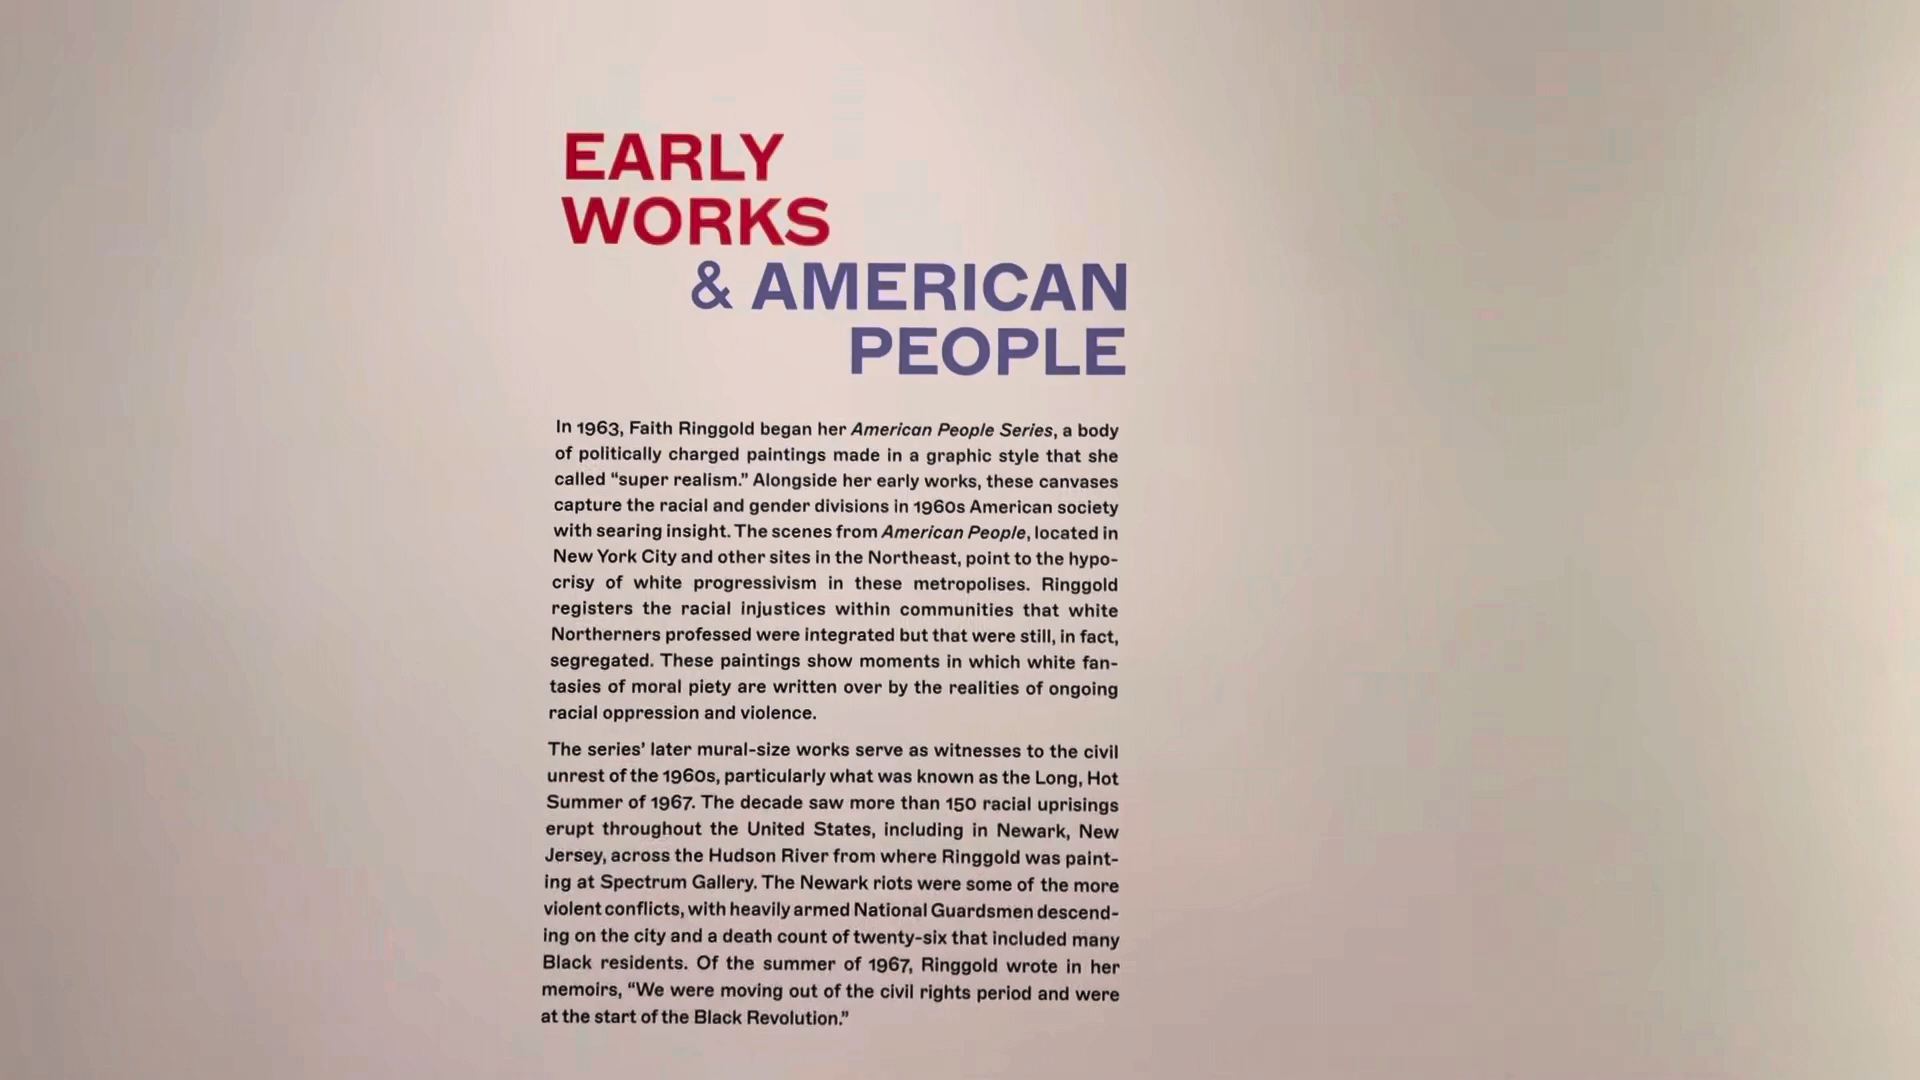 EARLY
WORKS
& AMERICAN
PEOPLE
In 1963, Faith Ringgold began her American People Series, a body
of politically charged paintings made in a graphic style that she
called “super realism.” Alongside her early works, these canvases
capture the racial and gender divisions in 1960s American society
with searing insight. The scenes from American People, located in
New York City and other sites in the Northeast, point to the hypo-
crisy of white progressivism in these metropolises. Ringgold
registers the racial injustices within communities that white
Northerners professed were integrated but that were still, in fact,
segregated. These paintings show moments in which white fan-
tasies of moral piety are written over by the realities of ongoing
racial oppression and violence.
The series’ later mural-size works serve as witnesses to the civil
unrest of the 1960s, particularly what was known as the Long, Hot
Summer of 1967. The decade saw more than 150 racial uprisings
erupt throughout the United States, including in Newark, New
Jersey, across the Hudson River from where Ringgold was paint-
ing at Spectrum Gallery. The Newark riots were some of the more
violent conflicts, with heavily armed National Guardsmen descend-
ing on the city and a death count of twenty-six that included many
Black residents. Of the summer of 1967, Ringgold wrote in her
memoirs, “We were moving out of the civil rights period and were
at the start of the Black Revolution.”